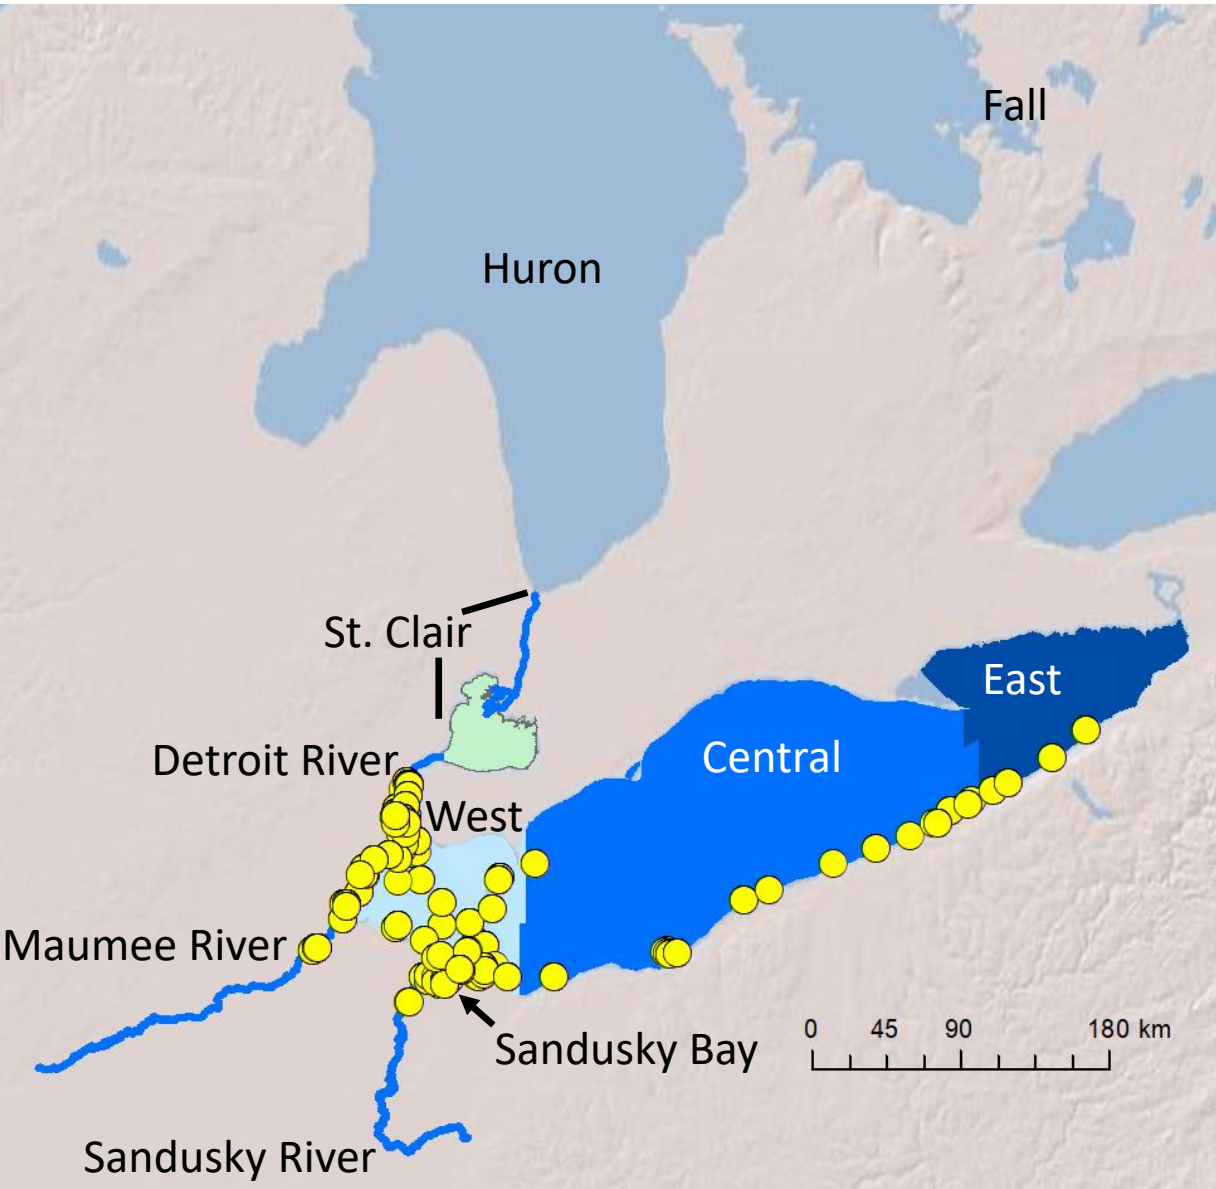 Fall
Huron
St. Clair
East
Central
Detroit River
West
Maumee River
Sandusky Bay
0 45 90 180 km
Sandusky River